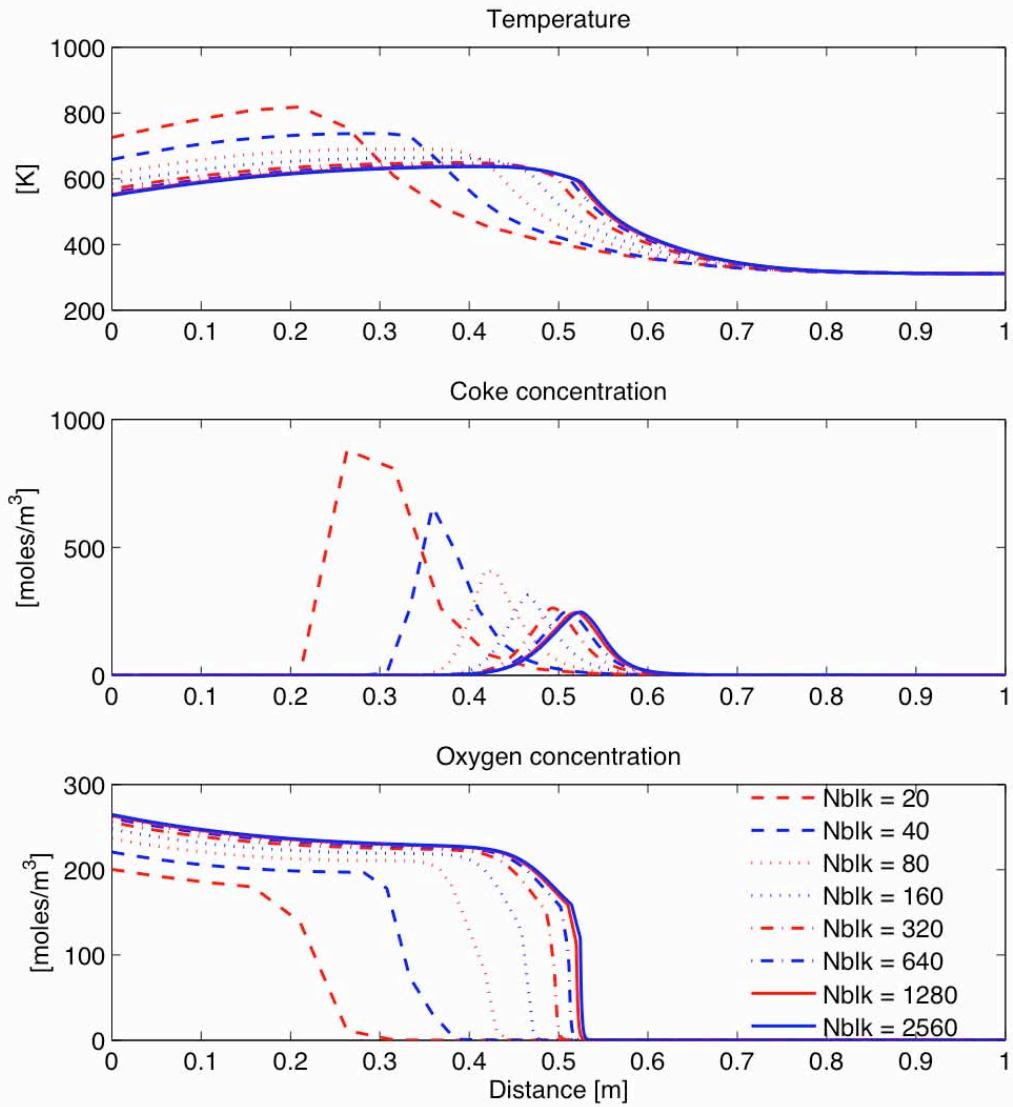 Temperature
1000
800
600
400
200
[K]
0 0.1 0.2 0.3 0.4 0.5 0.6 0.7 0.8 0.9 1
Coke concentration
1000
500
0
[moles/m³]
0 0.1 0.2 0.3 0.4 0.5 0.6 0.7 0.8 0.9 1
Oxygen concentration
300
200
100
0
[moles/m³]
Nblk = 20
Nblk = 40
Nblk = 80
Nblk = 160
Nblk = 320
Nblk = 640
Nblk = 1280
Nblk = 2560
0 0.1 0.2 0.3 0.4 0.5 0.6 0.7 0.8 0.9 1
Distance [m]